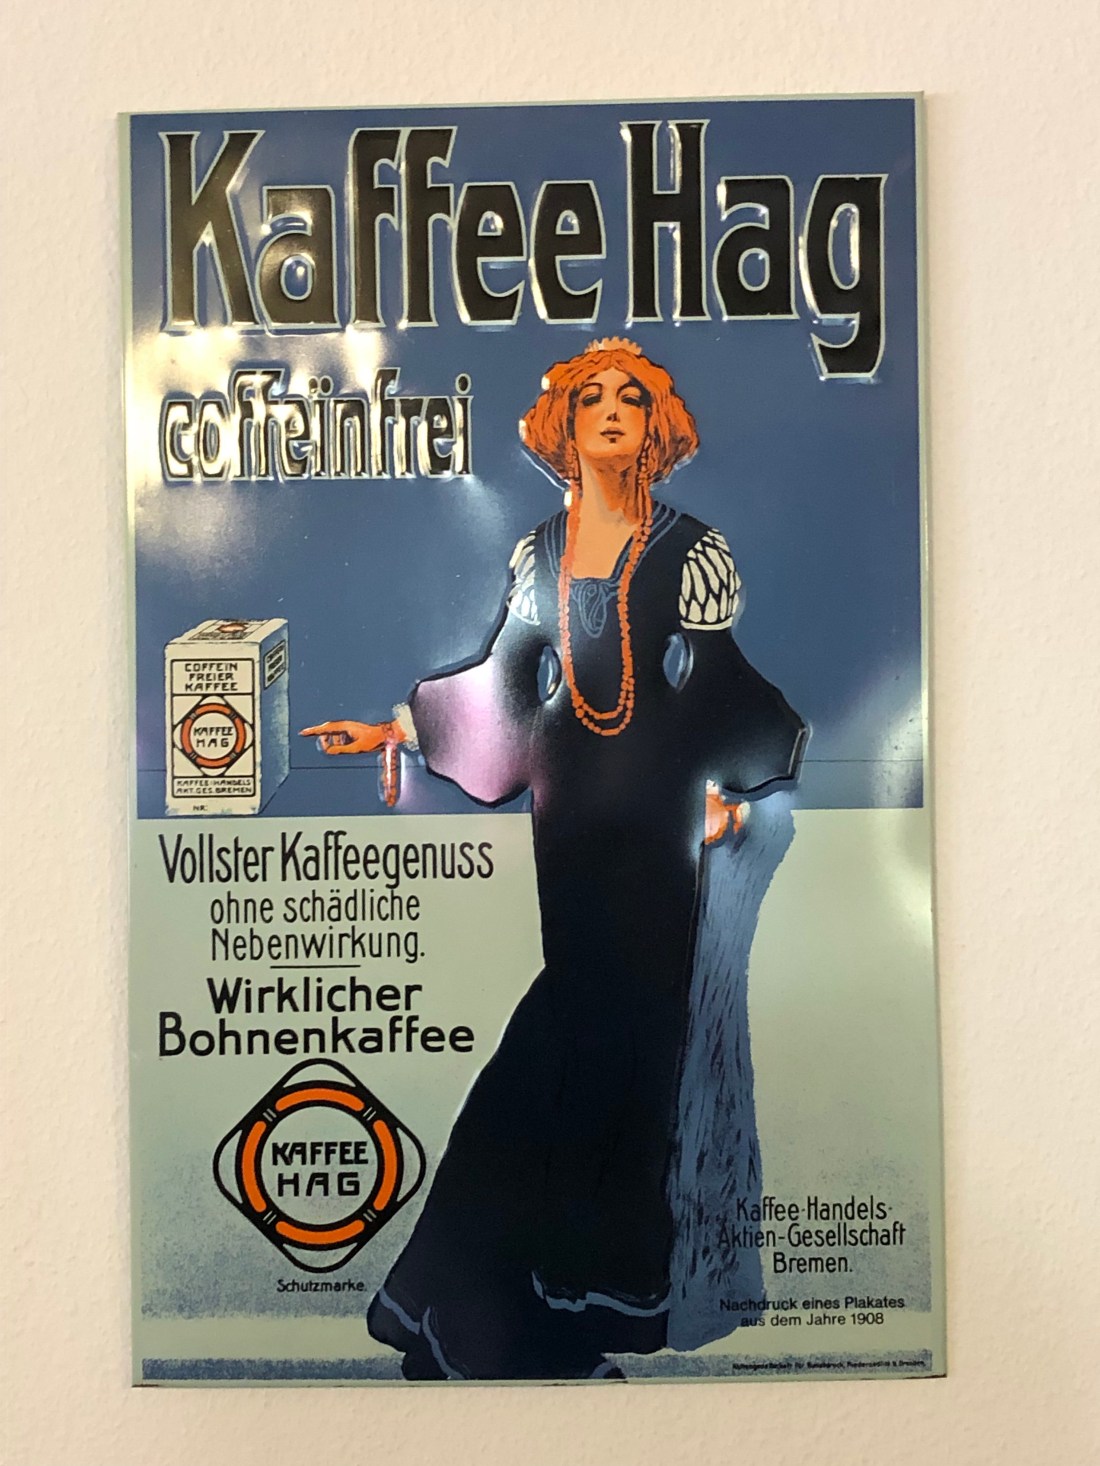 Kaffee Hag
coffeïnfrei
COFFEIN
FREIER
KAFFEE
KAFFEE
HAG
KAFFEE-HANDELS
AKT.GES.BREMEN
NR:
Vollster Kaffeegenuss
ohne schädliche
Nebenwirkung.
Wirklicher
Bohnenkaffee
KAFFEE
HAG
Schutzmarke.
Kaffee-Handels-
Aktien-Gesellschaft
Bremen.
Nachdruck eines Plakates
aus dem Jahre 1908